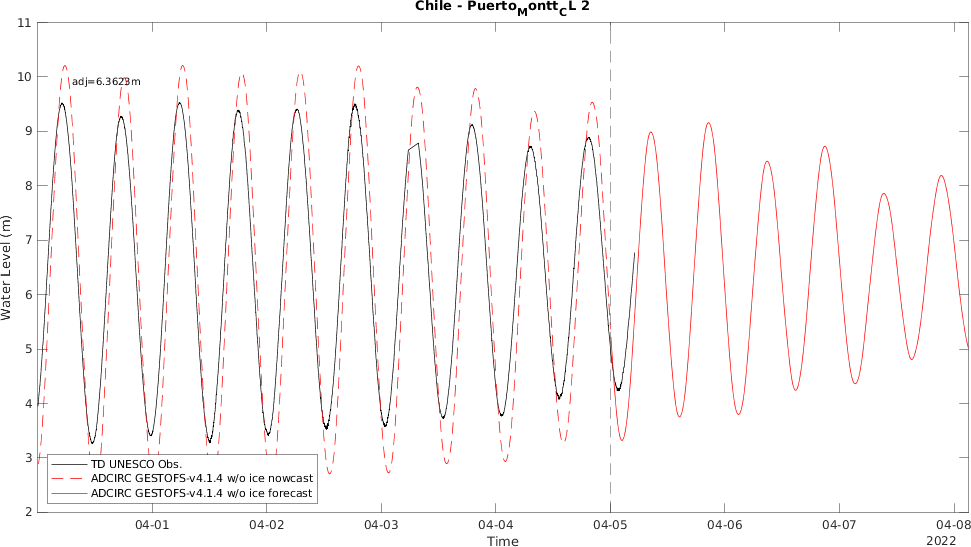 Chile - PuertoMonttCL 2
11
10
9
8
7
6
5
4
3
2
Water Level (m)
adj=6.3623m
TD UNESCO Obs.
ADCIRC GESTOFS-v4.1.4 w/o ice nowcast
ADCIRC GESTOFS-v4.1.4 w/o ice forecast
04-01 04-02 04-03 04-04 04-05 04-06 04-07 04-08
Time
2022